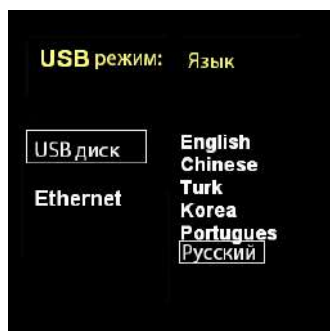 USB режим:
Язык
USB диск
Ethernet
English
Chinese
Turk
Korea
Portugues
Русский